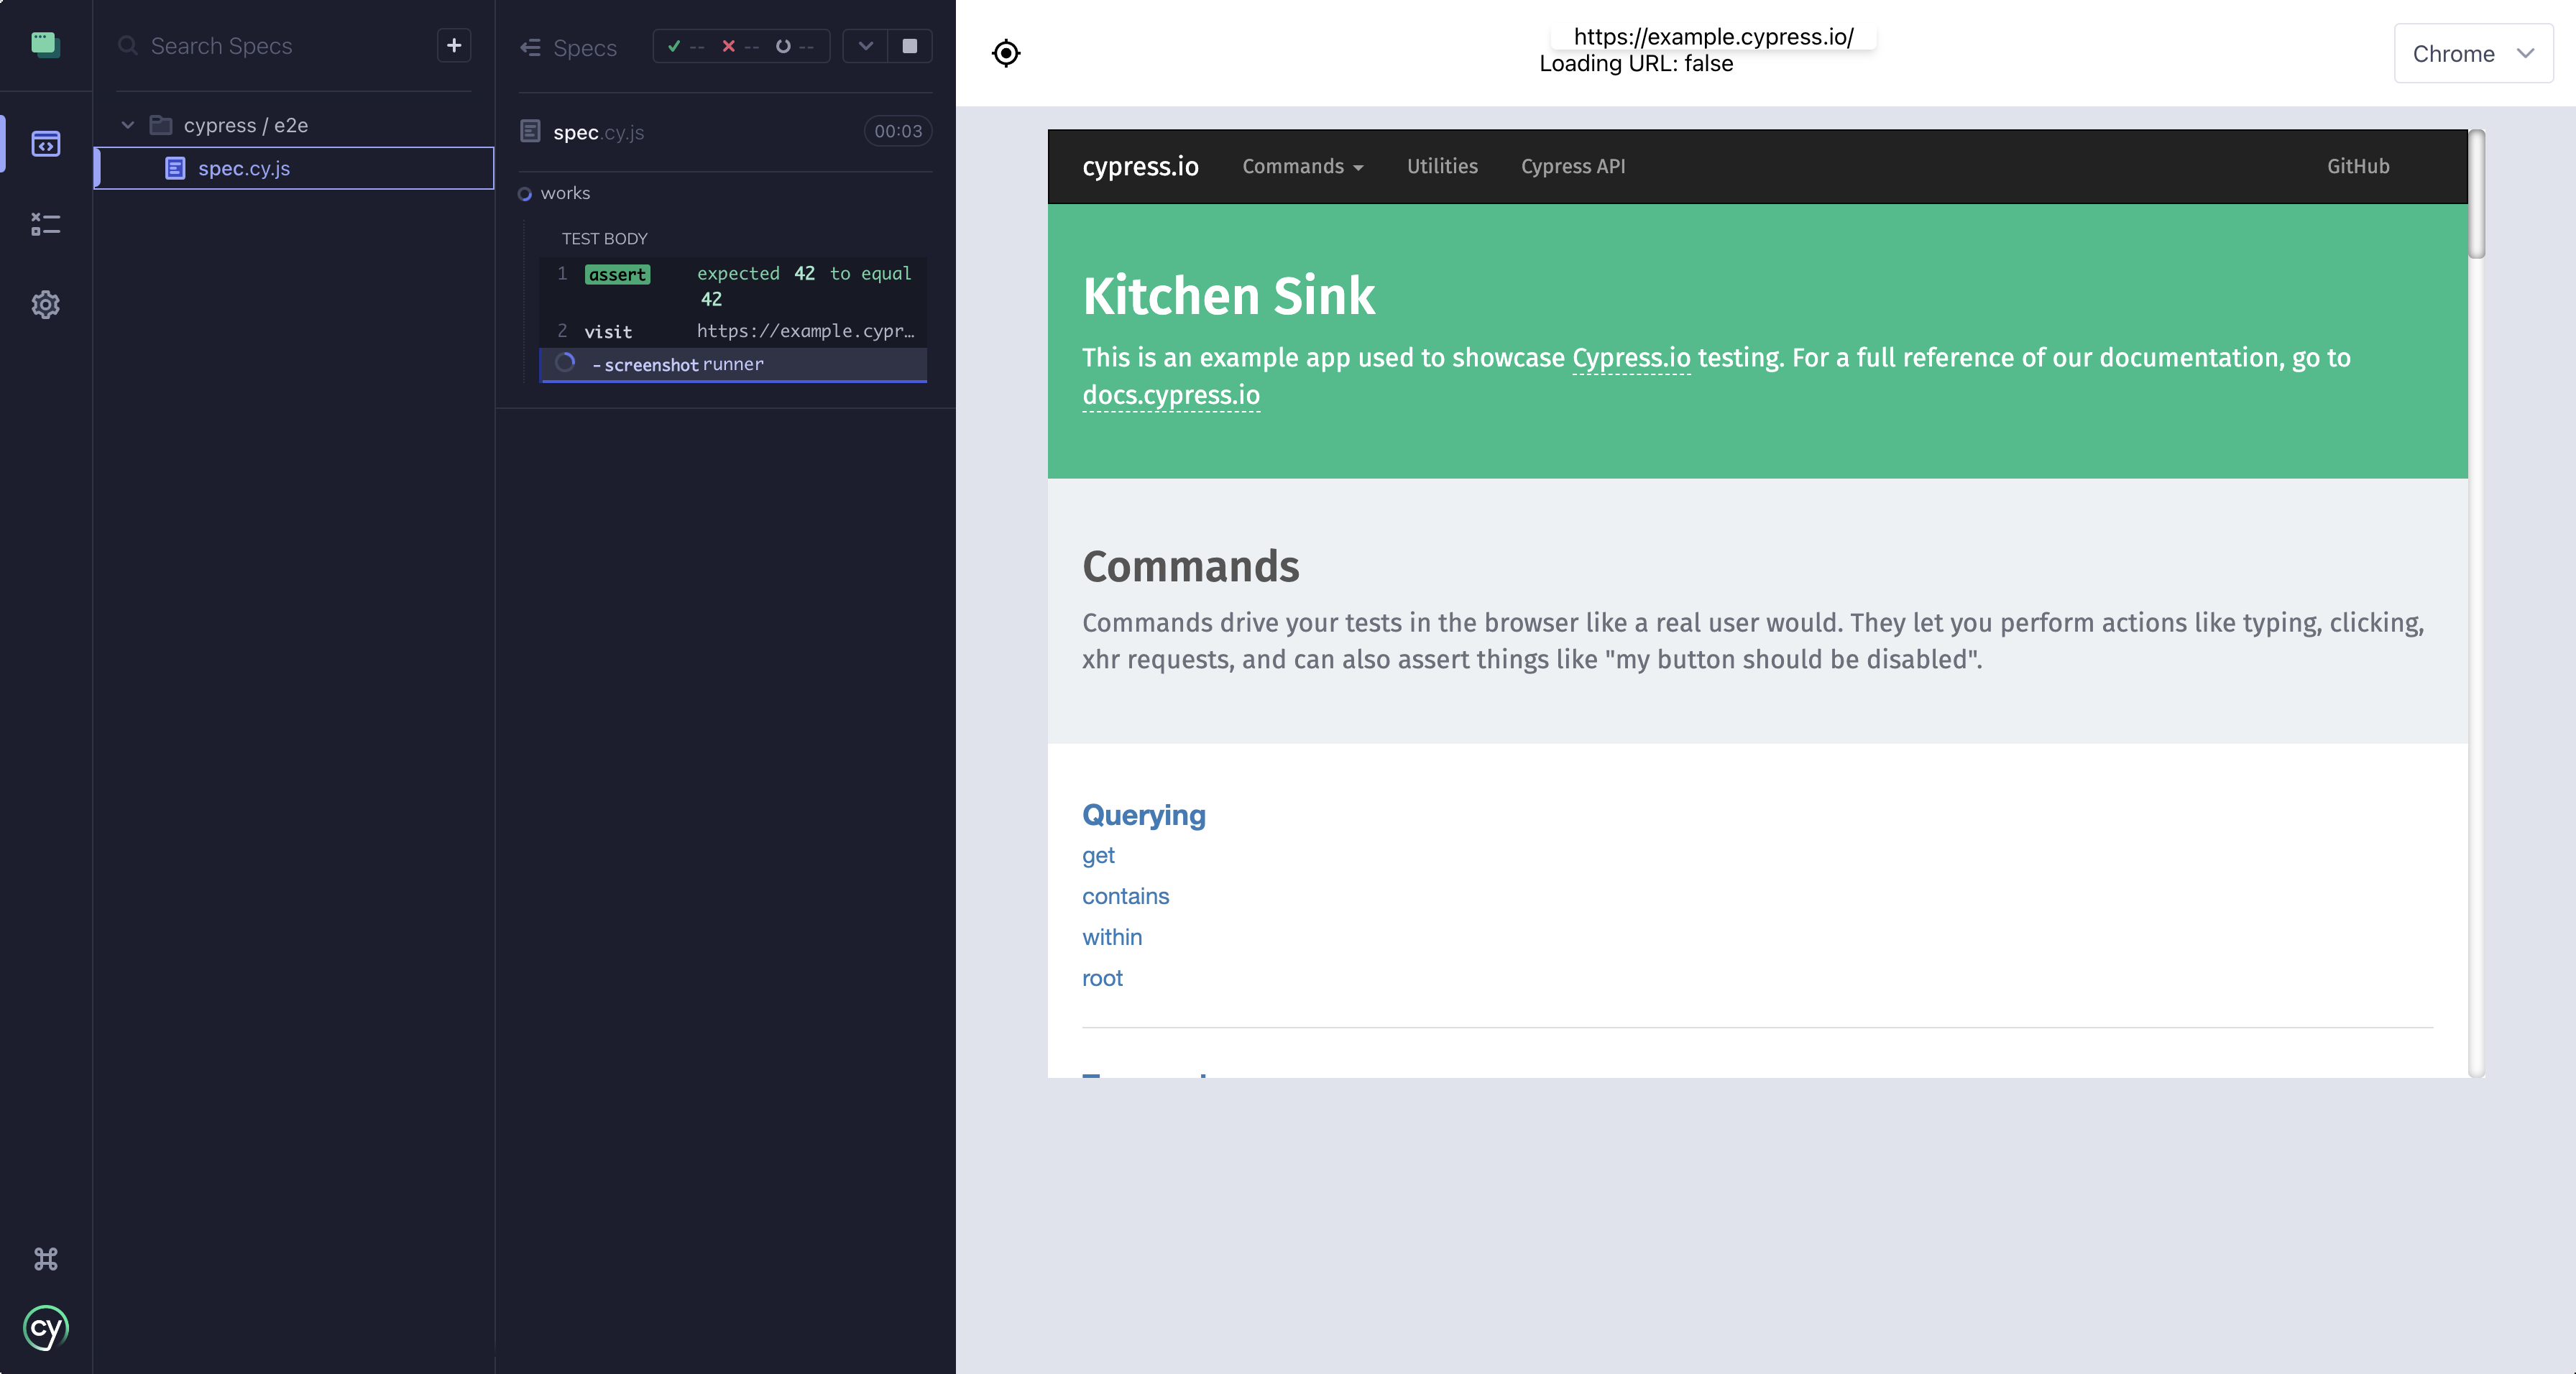 Search Specs
+
cypress / e2e
spec.cy.js
Specs
-- -- --
spec.cy.js
00:03
works
TEST BODY
1 assert expected 42 to equal
42
2 visit https://example.cypr…
- screenshot runner
cy
https://example.cypress.io/
Loading URL: false
Chrome
cypress.io Commands Utilities Cypress API GitHub
Kitchen Sink
This is an example app used to showcase Cypress.io testing. For a full reference of our documentation, go to
docs.cypress.io
Commands
Commands drive your tests in the browser like a real user would. They let you perform actions like typing, clicking,
xhr requests, and can also assert things like "my button should be disabled".
Querying
get
contains
within
root